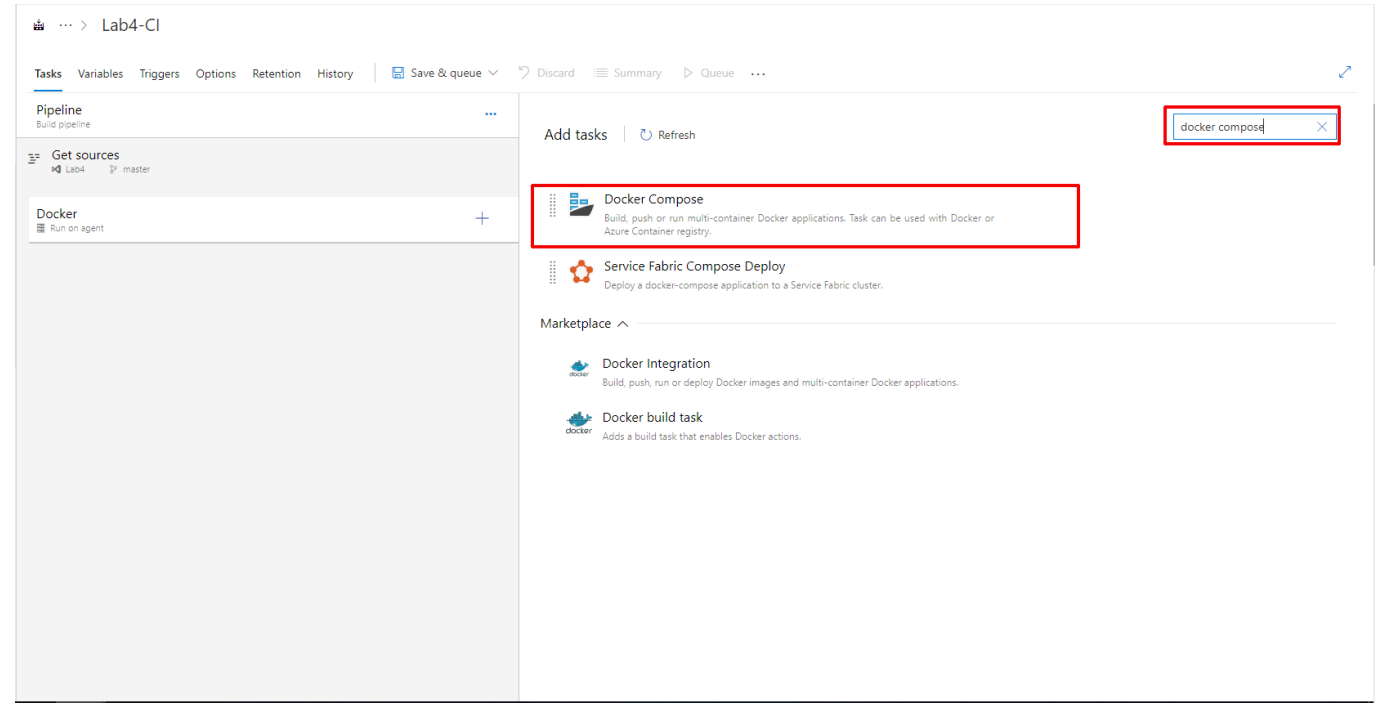 Lab4-CI
Tasks Variables Triggers Options Retention History Save & queue Discard Summary Queue
Pipeline
Build pipeline
Get sources
Lab4 master
Docker
Run on agent
Add tasks Refresh
docker compose
Docker Compose
Build, push or run multi-container Docker applications. Task can be used with Docker or
Azure Container registry.
Service Fabric Compose Deploy
Deploy a docker-compose application to a Service Fabric cluster.
Marketplace
docker
Docker Integration
Build, push, run or deploy Docker images and multi-container Docker applications.
docker
Docker build task
Adds a build task that enables Docker actions.